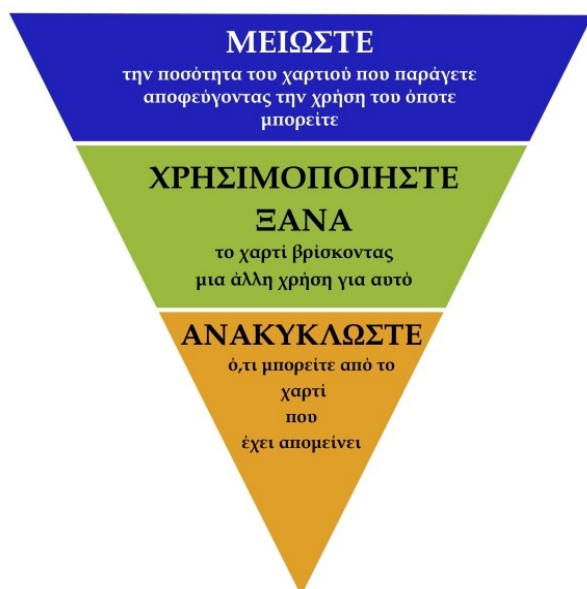 ΜΕΙΩΣΤΕ
την ποσότητα του χαρτιού που παράγετε
αποφεύγοντας την χρήση του όποτε
μπορείτε
ΧΡΗΣΙΜΟΠΟΙΗΣΤΕ
ΞΑΝΑ
το χαρτί βρίσκοντας
μια άλλη χρήση για αυτό
ΑΝΑΚΥΚΛΩΣΤΕ
ό,τι μπορείτε από το
χαρτί
που
έχει απομείνει